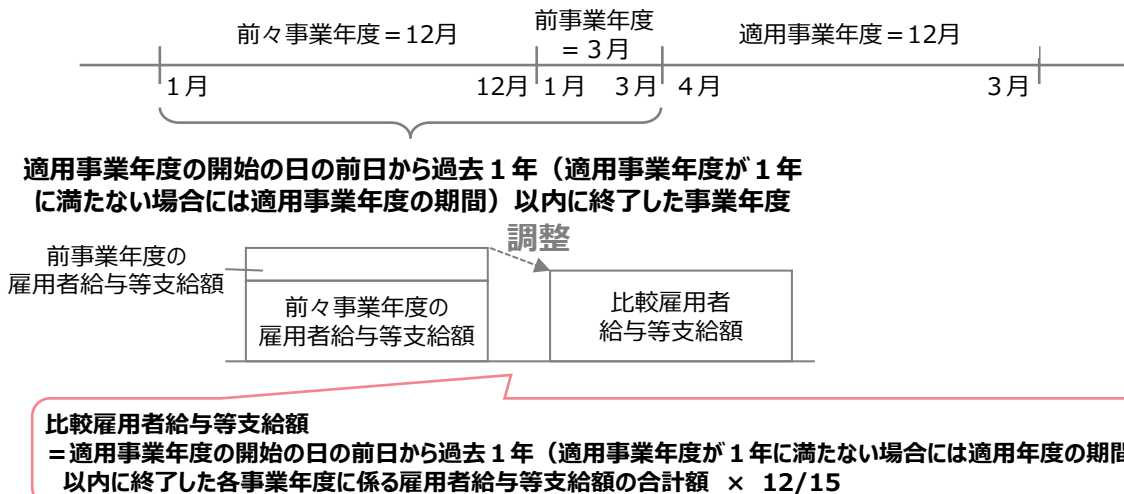 前々事業年度＝12月
前事業年度
＝３月
適用事業年度＝12月
１月
12月
１月
３月
４月
３月
適用事業年度の開始の日の前日から過去１年（適用事業年度が１年
に満たない場合には適用事業年度の期間）以内に終了した事業年度
調整
前事業年度の
雇用者給与等支給額
前々事業年度の
雇用者給与等支給額
比較雇用者
給与等支給額
比較雇用者給与等支給額
＝適用事業年度の開始の日の前日から過去１年（適用事業年度が１年に満たない場合には適用年度の期間
以内に終了した各事業年度に係る雇用者給与等支給額の合計額 × 12/15